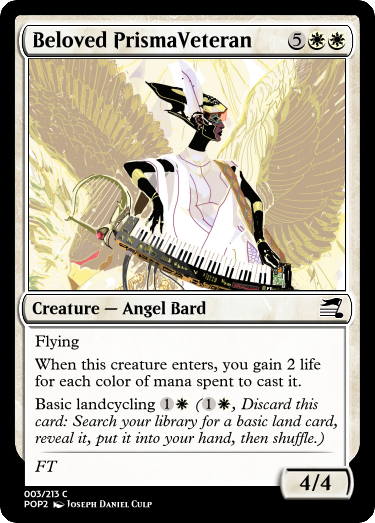 Beloved PrismaVeteran 5
Creature — Angel Bard
Flying
When this creature enters, you gain 2 life
for each color of mana spent to cast it.
Basic landcycling 1 (1, Discard this
card: Search your library for a basic land card,
reveal it, put it into your hand, then shuffle.)
FT
003/213 C
POP2 Joseph Daniel Culp
4/4